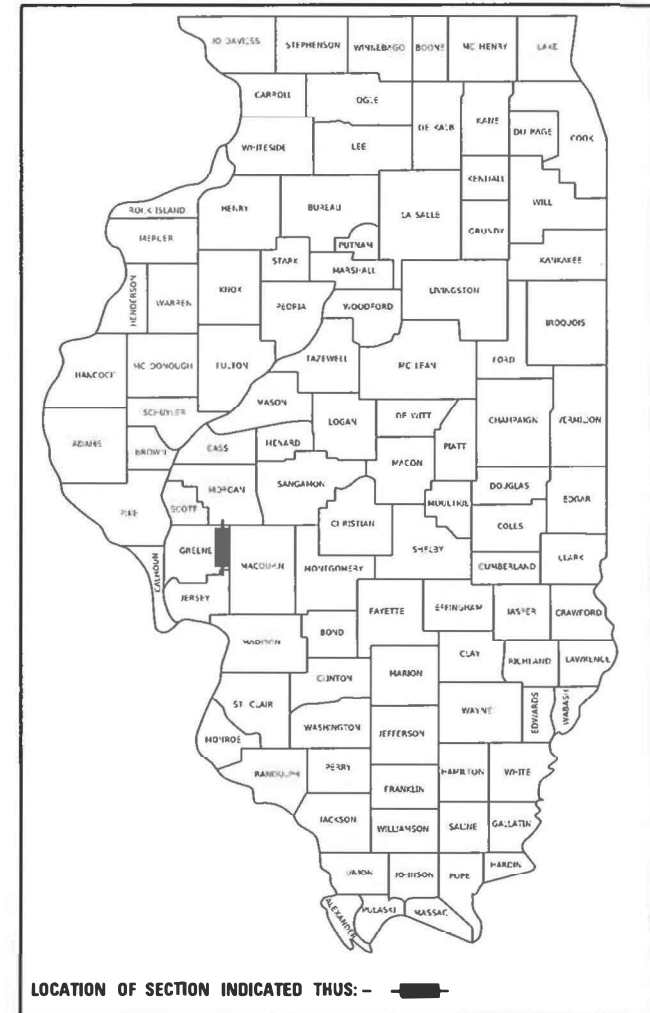 JO DAVIESS STEPHENSON WINNEBAGO BOONE MC HENRY LAKE
CARROLL OGLE DE KALB KANE DU PAGE COOK
WHITESIDE LEE
KENDALL WILL
ROCK ISLAND HENRY BUREAU LA SALLE GRUNDY
MERCER PUTNAM
STARK MARSHALL KANKAKEE
HENDERSON WARREN KNOX PEORIA WOODFORD LIVINGSTON IROQUOIS
HANCOCK MC DONOUGH FULTON TAZEWELL MC LEAN FORD
SCHUYLER MASON LOGAN DE WITT CHAMPAIGN VERMILION
ADAMS BROWN CASS MENARD MACON PIATT
PIKE SCOTT MORGAN SANGAMON DOUGLAS EDGAR
CHRISTIAN MOULTRIE COLES
CALHOUN GREENE MACOUPIN MONTGOMERY SHELBY CUMBERLAND CLARK
JERSEY FAYETTE EFFINGHAM JASPER CRAWFORD
MADISON BOND CLAY RICHLAND LAWRENCE
CLINTON MARION
ST. CLAIR WAYNE EDWARDS WABASH
MONROE WASHINGTON JEFFERSON
RANDOLPH PERRY HAMILTON WHITE
FRANKLIN
JACKSON WILLIAMSON SALINE GALLATIN
UNION JOHNSON POPE HARDIN
ALEXANDER PULASKI MASSAC
LOCATION OF SECTION INDICATED THUS: –